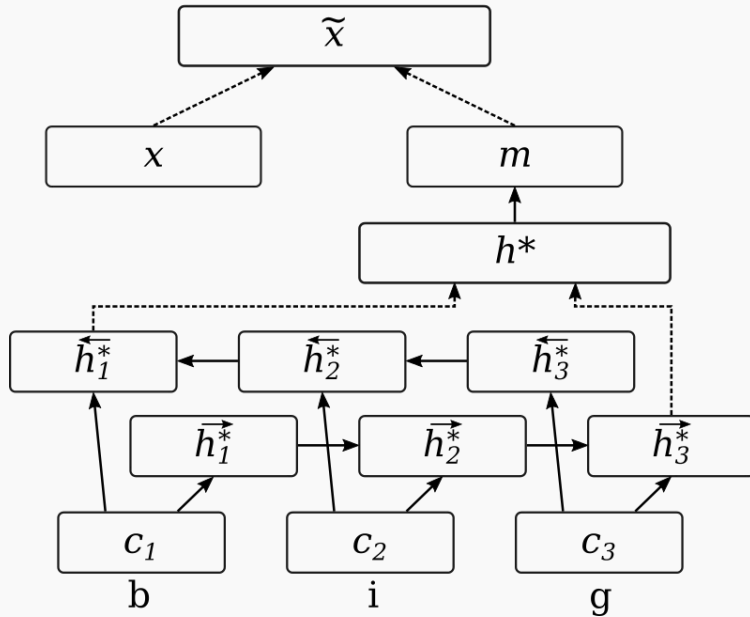 x̃
x m
h*
←h₁* ←h₂* ←h₃*
→h₁* →h₂* →h₃*
c₁ c₂ c₃
b i g